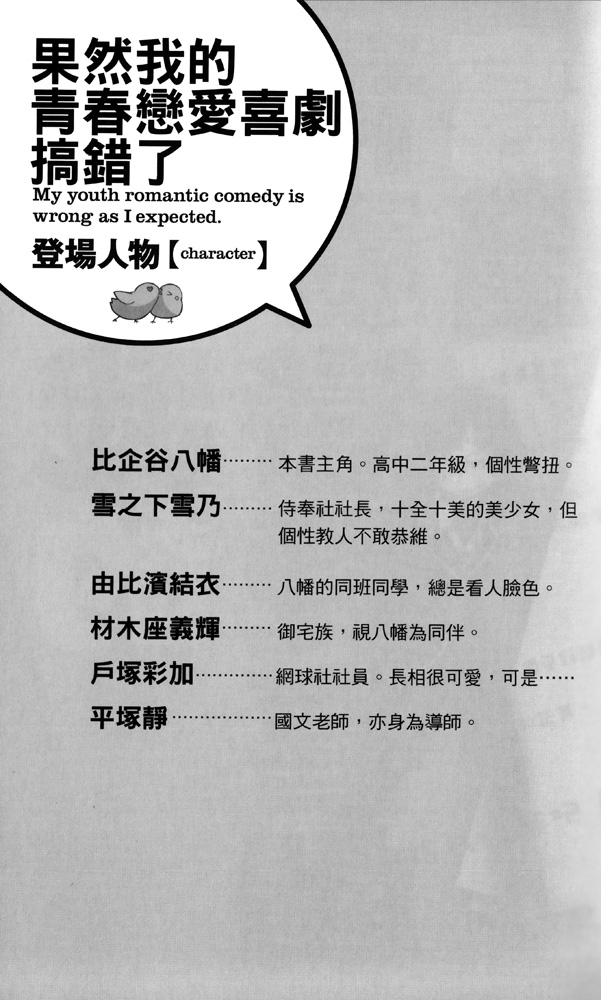 果然我的
青春戀愛喜劇
搞錯了
My youth romantic comedy is
wrong as I expected.
登場人物【character】
比企谷八幡⋯⋯⋯本書主角。高中二年級，個性彆扭。
雪之下雪乃⋯⋯⋯侍奉社社長，十全十美的美少女，但
個性教人不敢恭維。
由比濱結衣⋯⋯⋯八幡的同班同學，總是看人臉色。
材木座義輝⋯⋯⋯御宅族，視八幡為同伴。
戶塚彩加⋯⋯⋯⋯⋯網球社社員。長相很可愛，可是⋯⋯
平塚靜⋯⋯⋯⋯⋯⋯國文老師，亦身為導師。